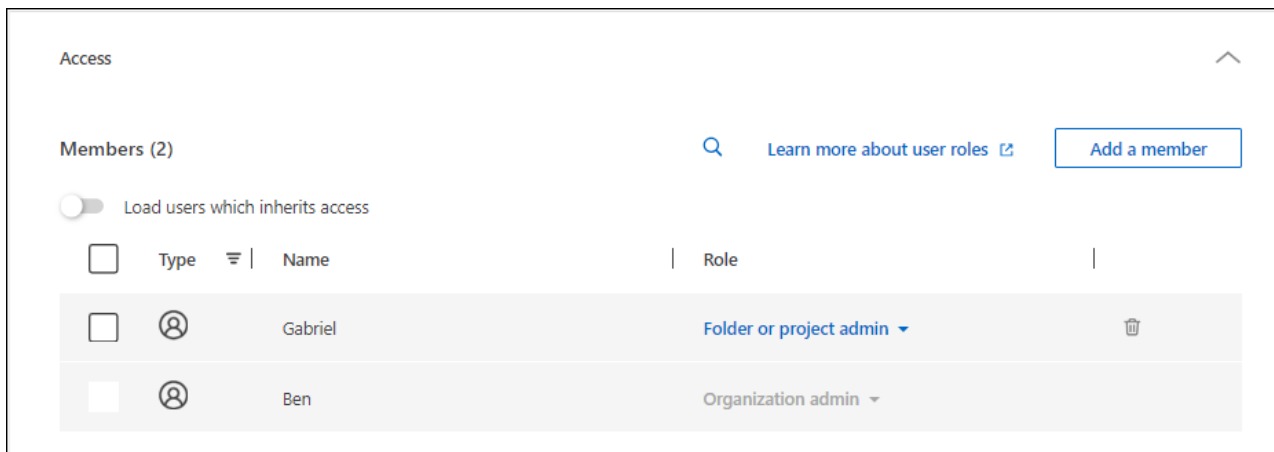 Access
Members (2)
Learn more about user roles
Add a member
Load users which inherits access
Type
Name
Role
Gabriel
Folder or project admin
Ben
Organization admin